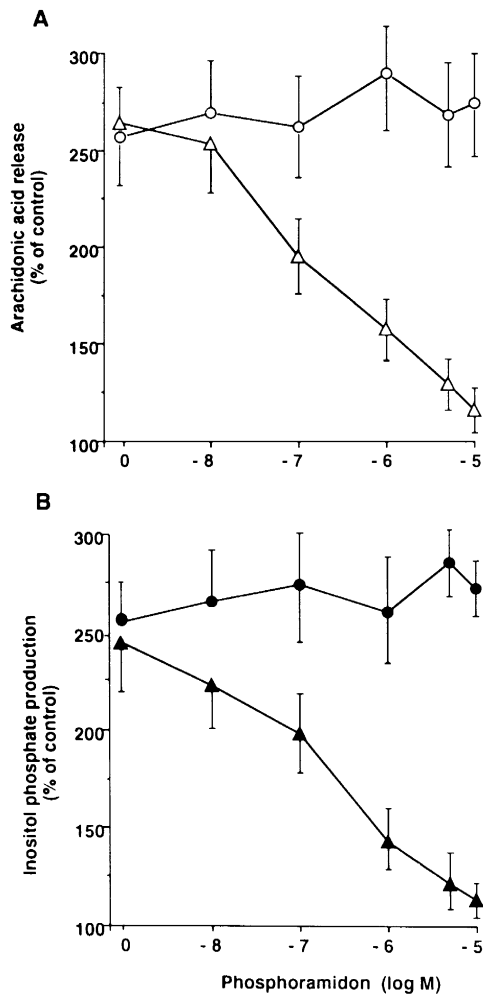 A
Arachidonic acid release
(% of control)
300
250
200
150
100
0 - 8 - 7 - 6 - 5
B
Inositol phosphate production
(% of control)
300
250
200
150
100
0 - 8 - 7 - 6 - 5
Phosphoramidon (log M)